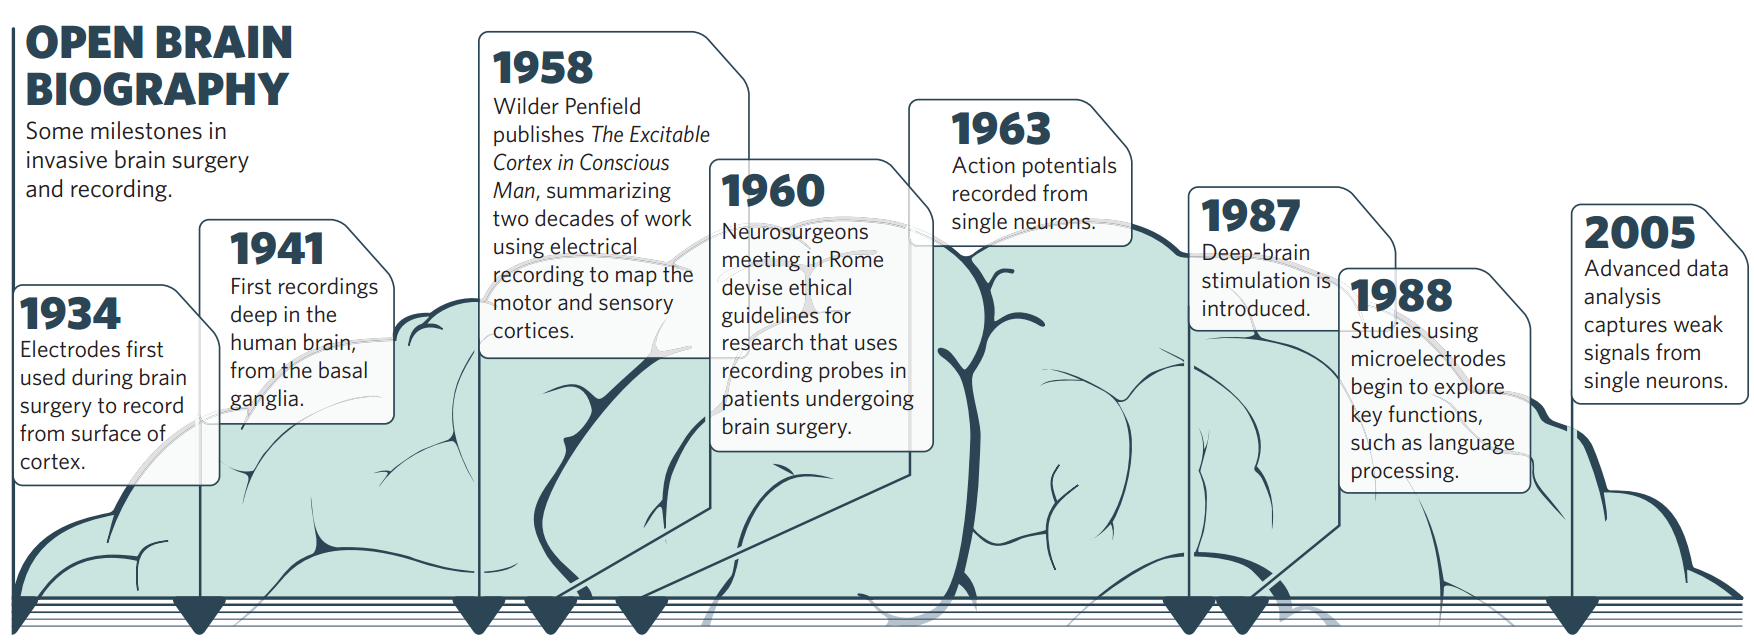 OPEN BRAIN
BIOGRAPHY
Some milestones in
invasive brain surgery
and recording.
1934
Electrodes first
used during brain
surgery to record
from surface of
cortex.
1941
First recordings
deep in the
human brain,
from the basal
ganglia.
1958
Wilder Penfield
publishes The Excitable
Cortex in Conscious
Man, summarizing
two decades of work
using electrical
recording to map the
motor and sensory
cortices.
1960
Neurosurgeons
meeting in Rome
devise ethical
guidelines for
research that uses
recording probes in
patients undergoing
brain surgery.
1963
Action potentials
recorded from
single neurons.
1987
Deep-brain
stimulation is
introduced.
1988
Studies using
microelectrodes
begin to explore
key functions,
such as language
processing.
2005
Advanced data
analysis
captures weak
signals from
single neurons.